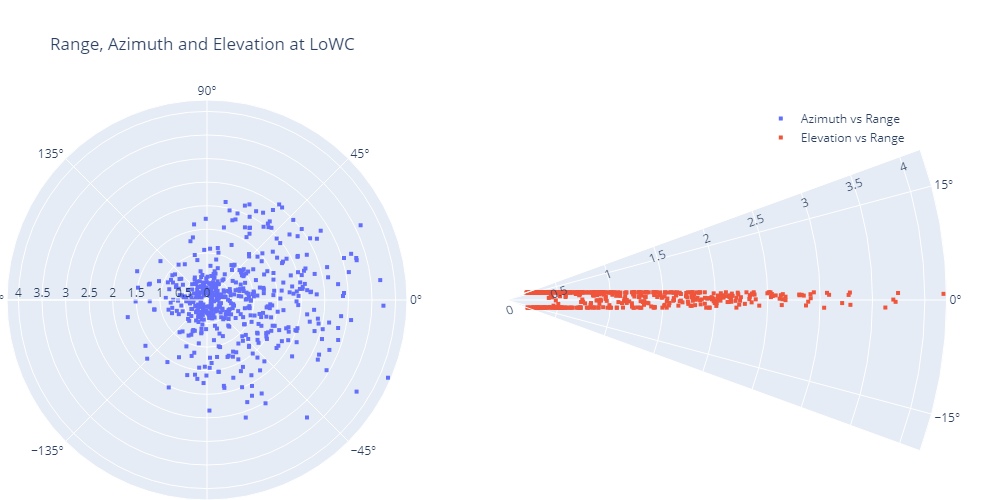 Range, Azimuth and Elevation at LoWC
90°
135°
45°
4 3.5 3 2.5 2 1.5 1 0.5 0
0°
−135°
−45°
Azimuth vs Range
Elevation vs Range
0 0.5 1 1.5 2 2.5 3 3.5 4
15°
0°
−15°